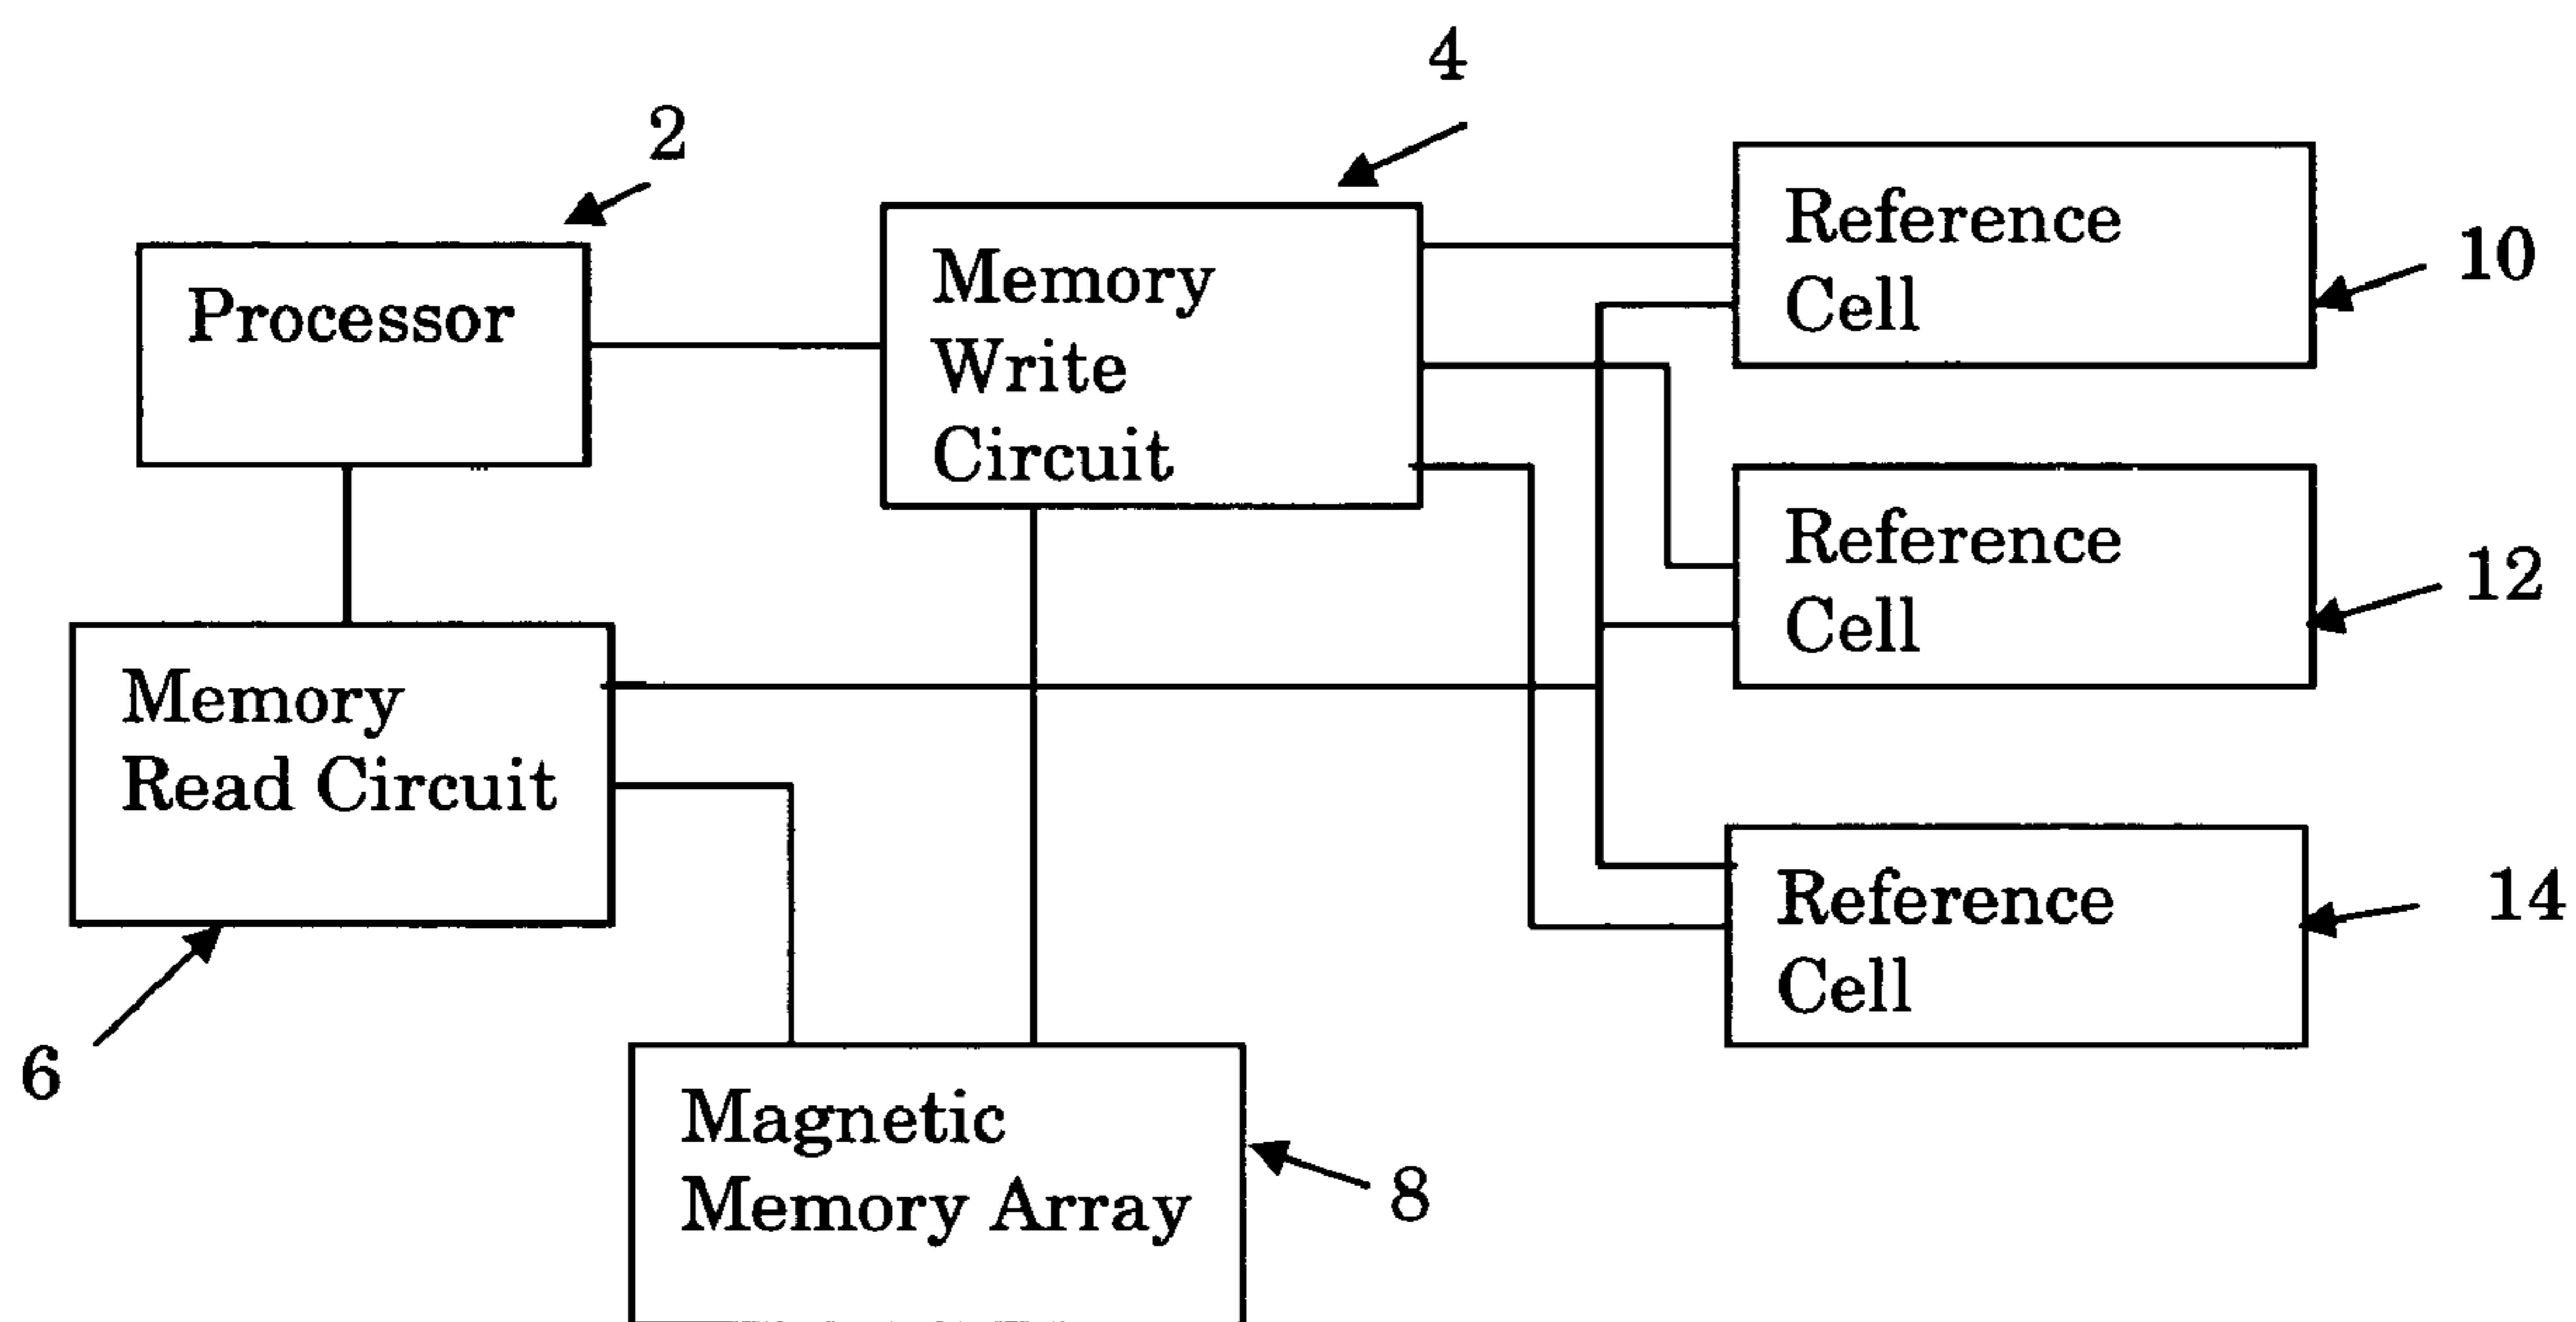 4
2
Processor
Memory
Write
Circuit
Reference
Cell
10
Reference
Cell
12
Memory
Read Circuit
6
Reference
Cell
14
Magnetic
Memory Array
8